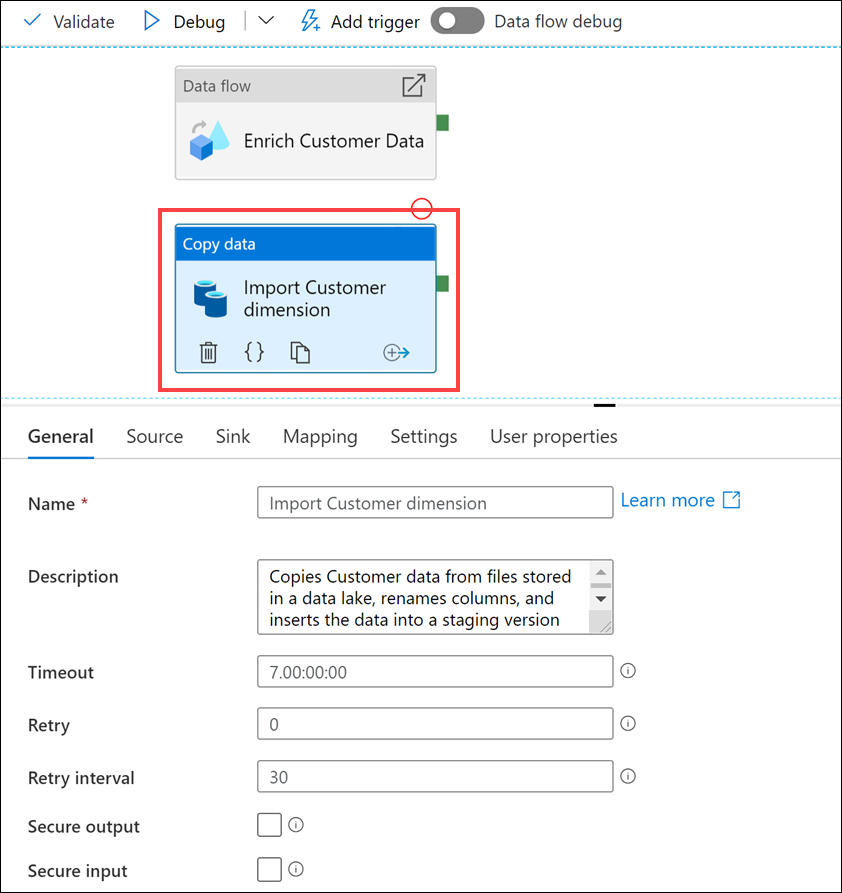 Validate Debug Add trigger Data flow debug
Data flow
Enrich Customer Data
Copy data
Import Customer
dimension
{}
General Source Sink Mapping Settings User properties
Name * Import Customer dimension Learn more
Description Copies Customer data from files stored
in a data lake, renames columns, and
inserts the data into a staging version
Timeout 7.00:00:00
Retry 0
Retry interval 30
Secure output
Secure input